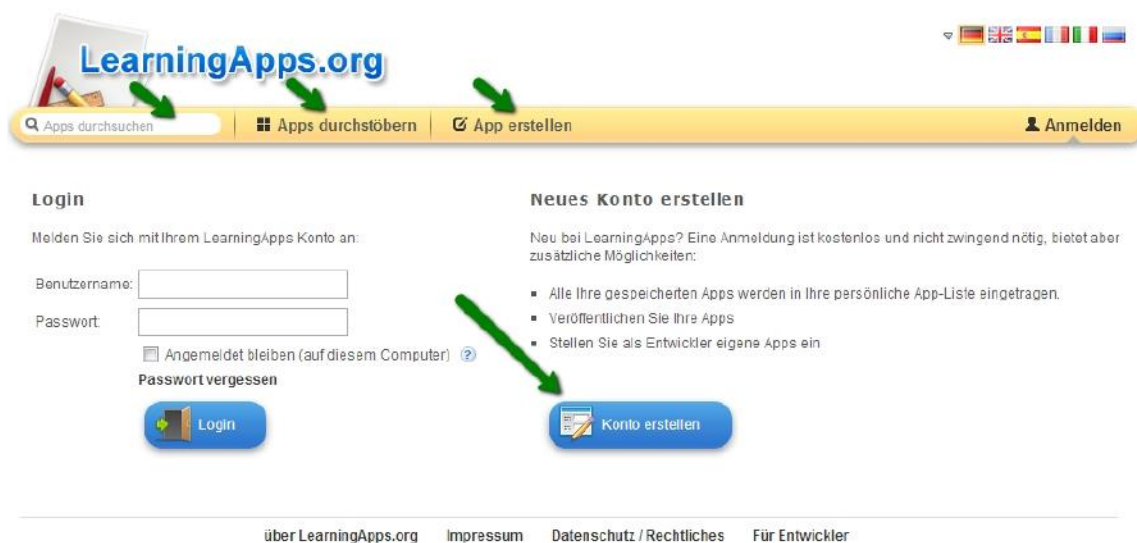 LearningApps.org
Apps durchsuchen
Apps durchstöbern
App erstellen
Anmelden
Login
Melden Sie sich mit Ihrem LearningApps Konto an:
Benutzername:
Passwort:
Angemeldet bleiben (auf diesem Computer) ?
Passwort vergessen
Login
Neues Konto erstellen
Neu bei LearningApps? Eine Anmeldung ist kostenlos und nicht zwingend nötig, bietet aber
zusätzliche Möglichkeiten:
Alle Ihre gespeicherten Apps werden in Ihre persönliche App-Liste eingetragen.
Veröffentlichen Sie Ihre Apps
Stellen Sie als Entwickler eigene Apps ein
Konto erstellen
über LearningApps.org Impressum Datenschutz / Rechtliches Für Entwickler